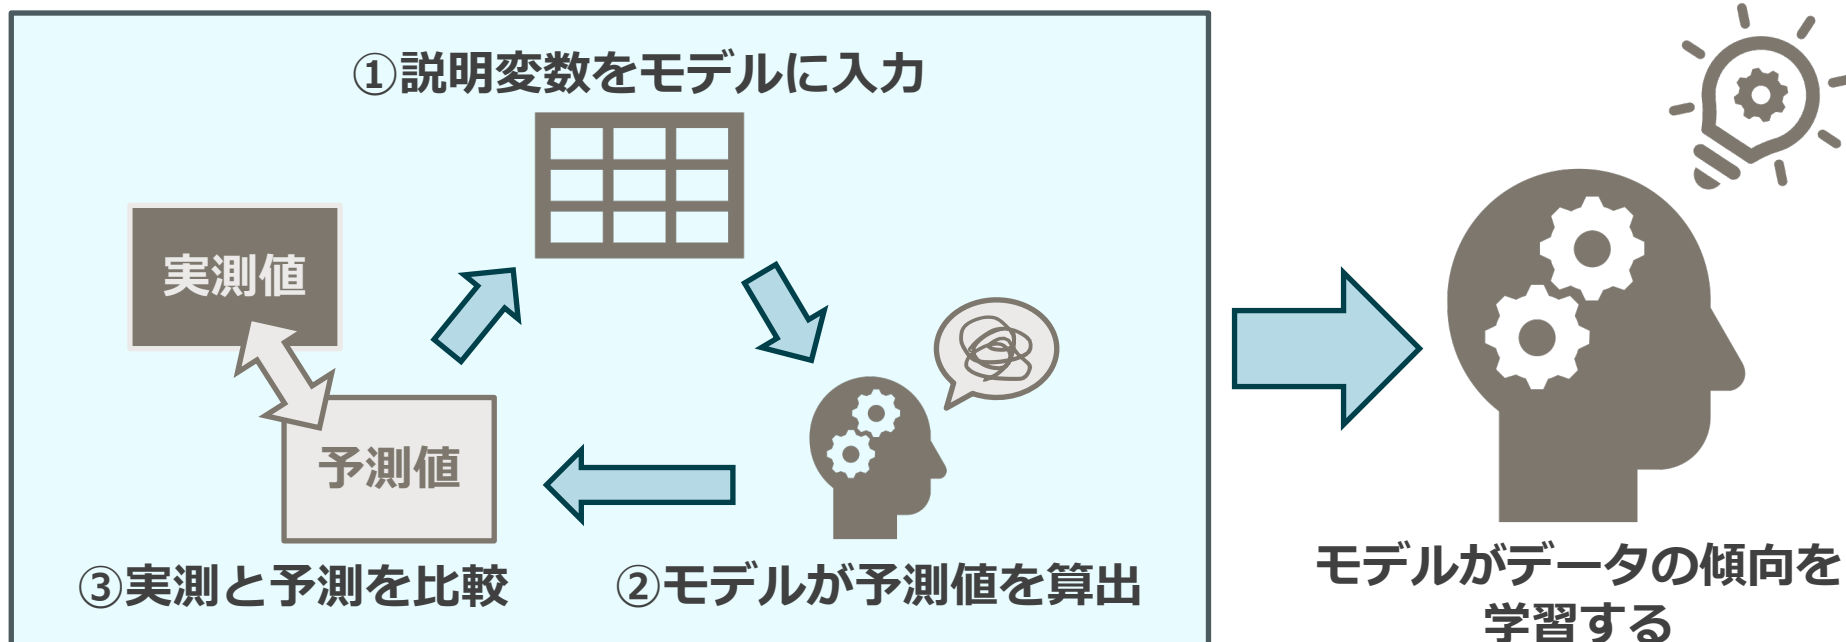 ①説明変数をモデルに入力
実測値
予測値
③実測と予測を比較
②モデルが予測値を算出
モデルがデータの傾向を
学習する